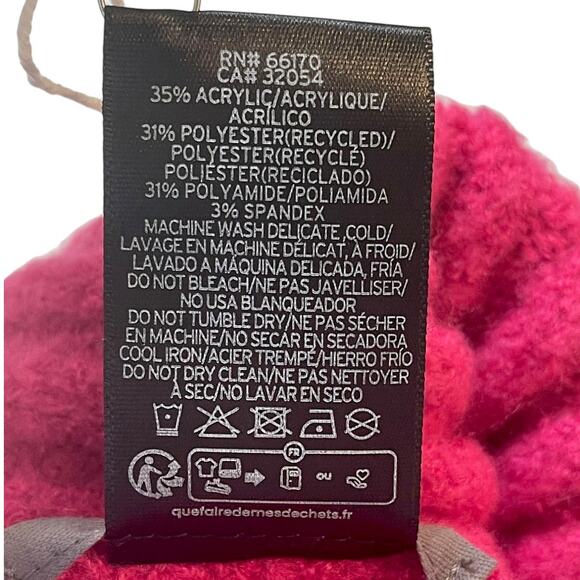 RN# 66170
CA# 32054
35% ACRYLIC/ACRYLIQUE/
ACRÍLICO
31% POLYESTER(RECYCLED)/
POLYESTER(RECYCLÉ)
POLIÉSTER(RECICLADO)
31% POLYAMIDE/POLIAMIDA
3% SPANDEX
MACHINE WASH DELICATE,COLD/
LAVAGE EN MACHINE DÉLICAT, À FROID/
LAVADO A MÁQUINA DELICADA, FRÍA
DO NOT BLEACH/NE PAS JAVELLISER/
NO USA BLANQUEADOR
DO NOT TUMBLE DRY/NE PAS SÉCHER
EN MACHINE/NO SECAR EN SECADORA
COOL IRON/ACIER TREMPÉ/HIERRO FRÍO
DO NOT DRY CLEAN/NE PAS NETTOYER
À SEC/NO LAVAR EN SECO
FR
OU
quefairedemesdechets.fr